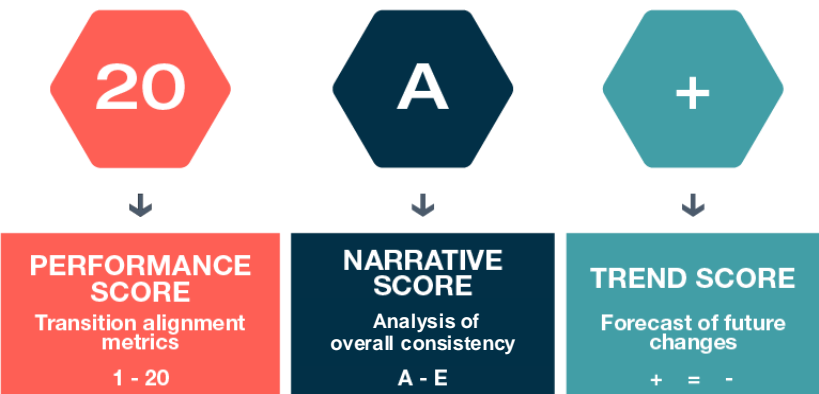 20
A
+
PERFORMANCE
SCORE
Transition alignment
metrics
1 - 20
NARRATIVE
SCORE
Analysis of
overall consistency
A - E
TREND SCORE
Forecast of future
changes
+ = -